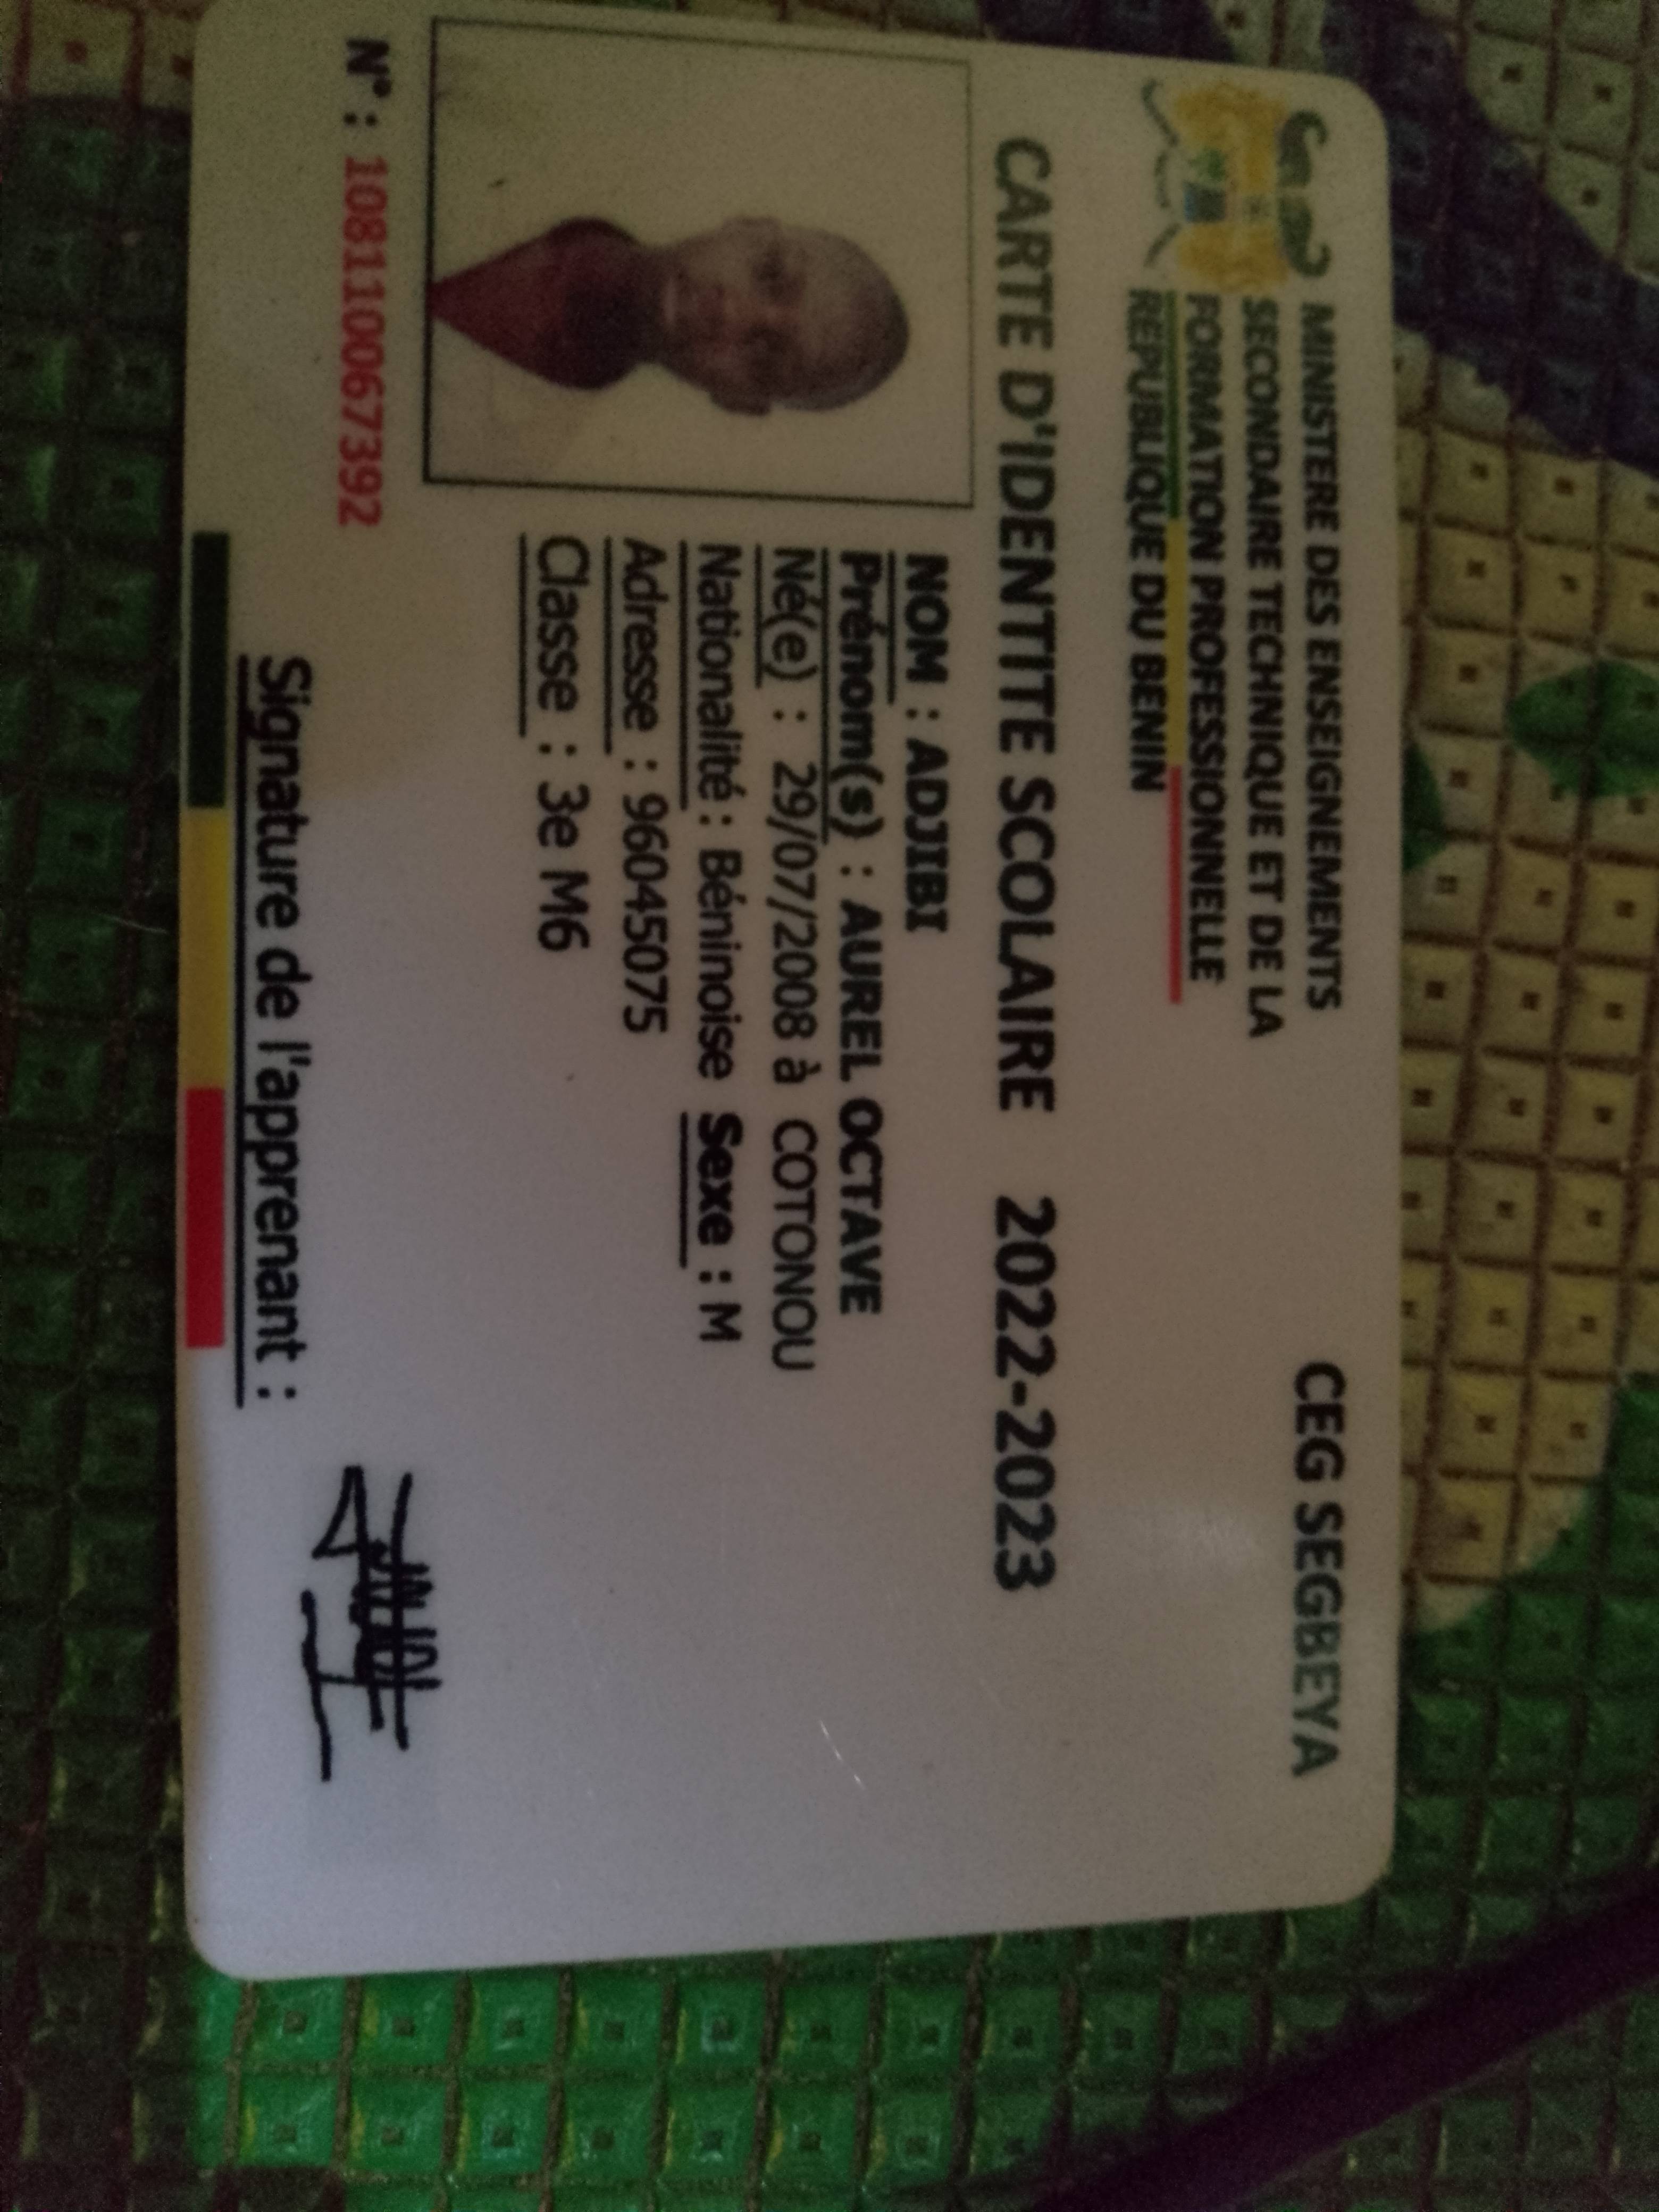 MINISTERE DES ENSEIGNEMENTS
SECONDAIRE TECHNIQUE ET DE LA
FORMATION PROFESSIONNELLE
REPUBLIQUE DU BENIN
CEG SEGBEYA
CARTE D'IDENTITE SCOLAIRE 2022-2023
NOM : ADJIBI
Prénom(s) : AUREL OCTAVE
Né(e) : 29/07/2008 à COTONOU
Nationalité : Béninoise Sexe : M
Adresse : 96045075
Classe : 3e M6
N° : 108110067392
Signature de l'apprenant :